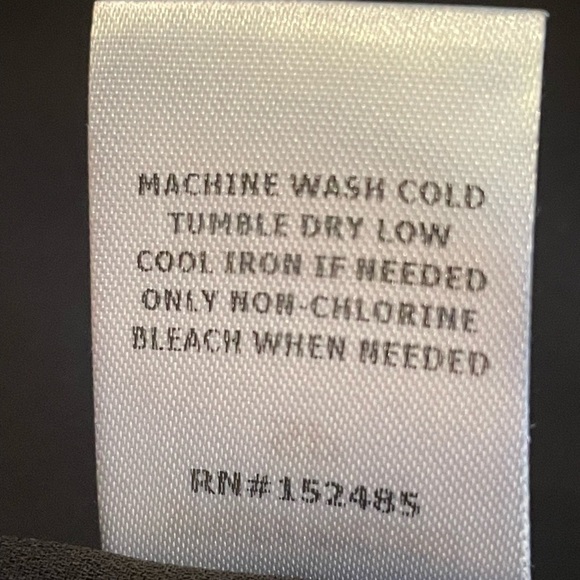 MACHINE WASH COLD
TUMBLE DRY LOW
COOL IRON IF NEEDED
ONLY NON-CHLORINE
BLEACH WHEN NEEDED
RN#152485